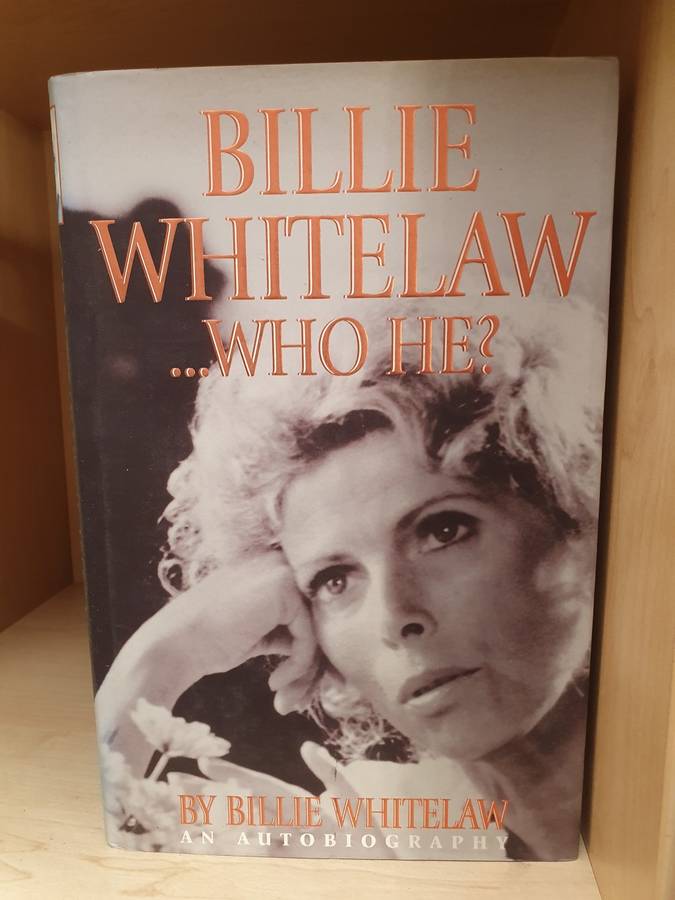 BILLIE
WHITELAW
...WHO HE?
BY BILLIE WHITELAW
AN AUTOBIOGRAPHY